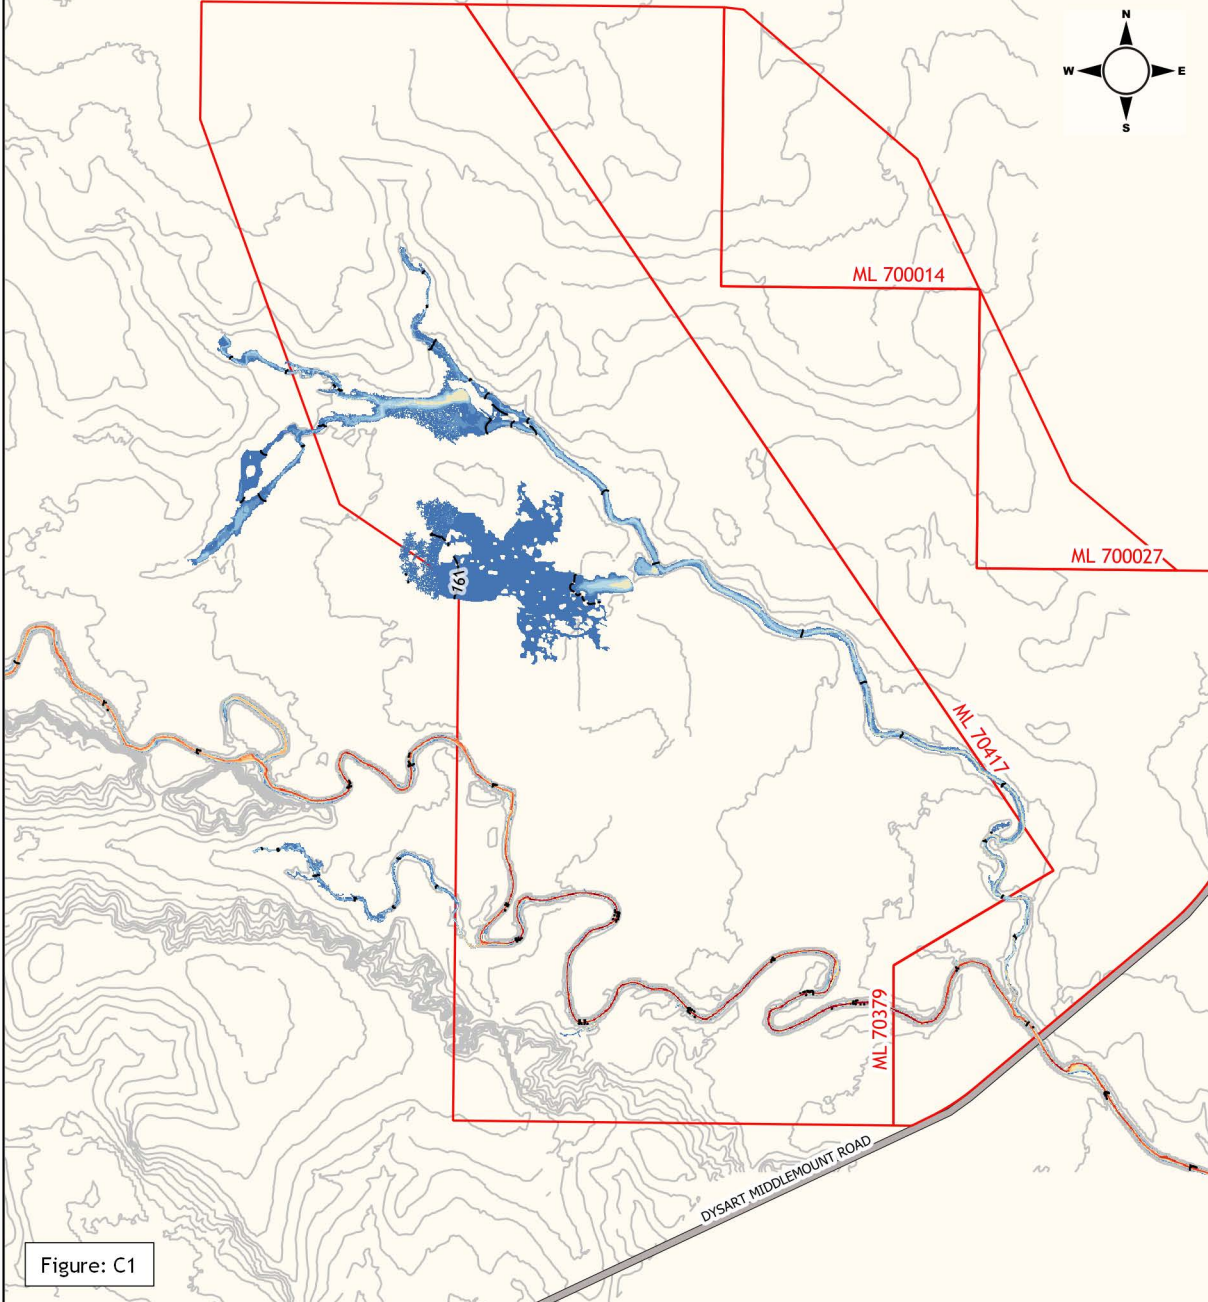 N
W E
S
ML 700014
ML 700027
161
ML 70417
ML 70379
DYSART MIDDLEMOUNT ROAD
Figure: C1